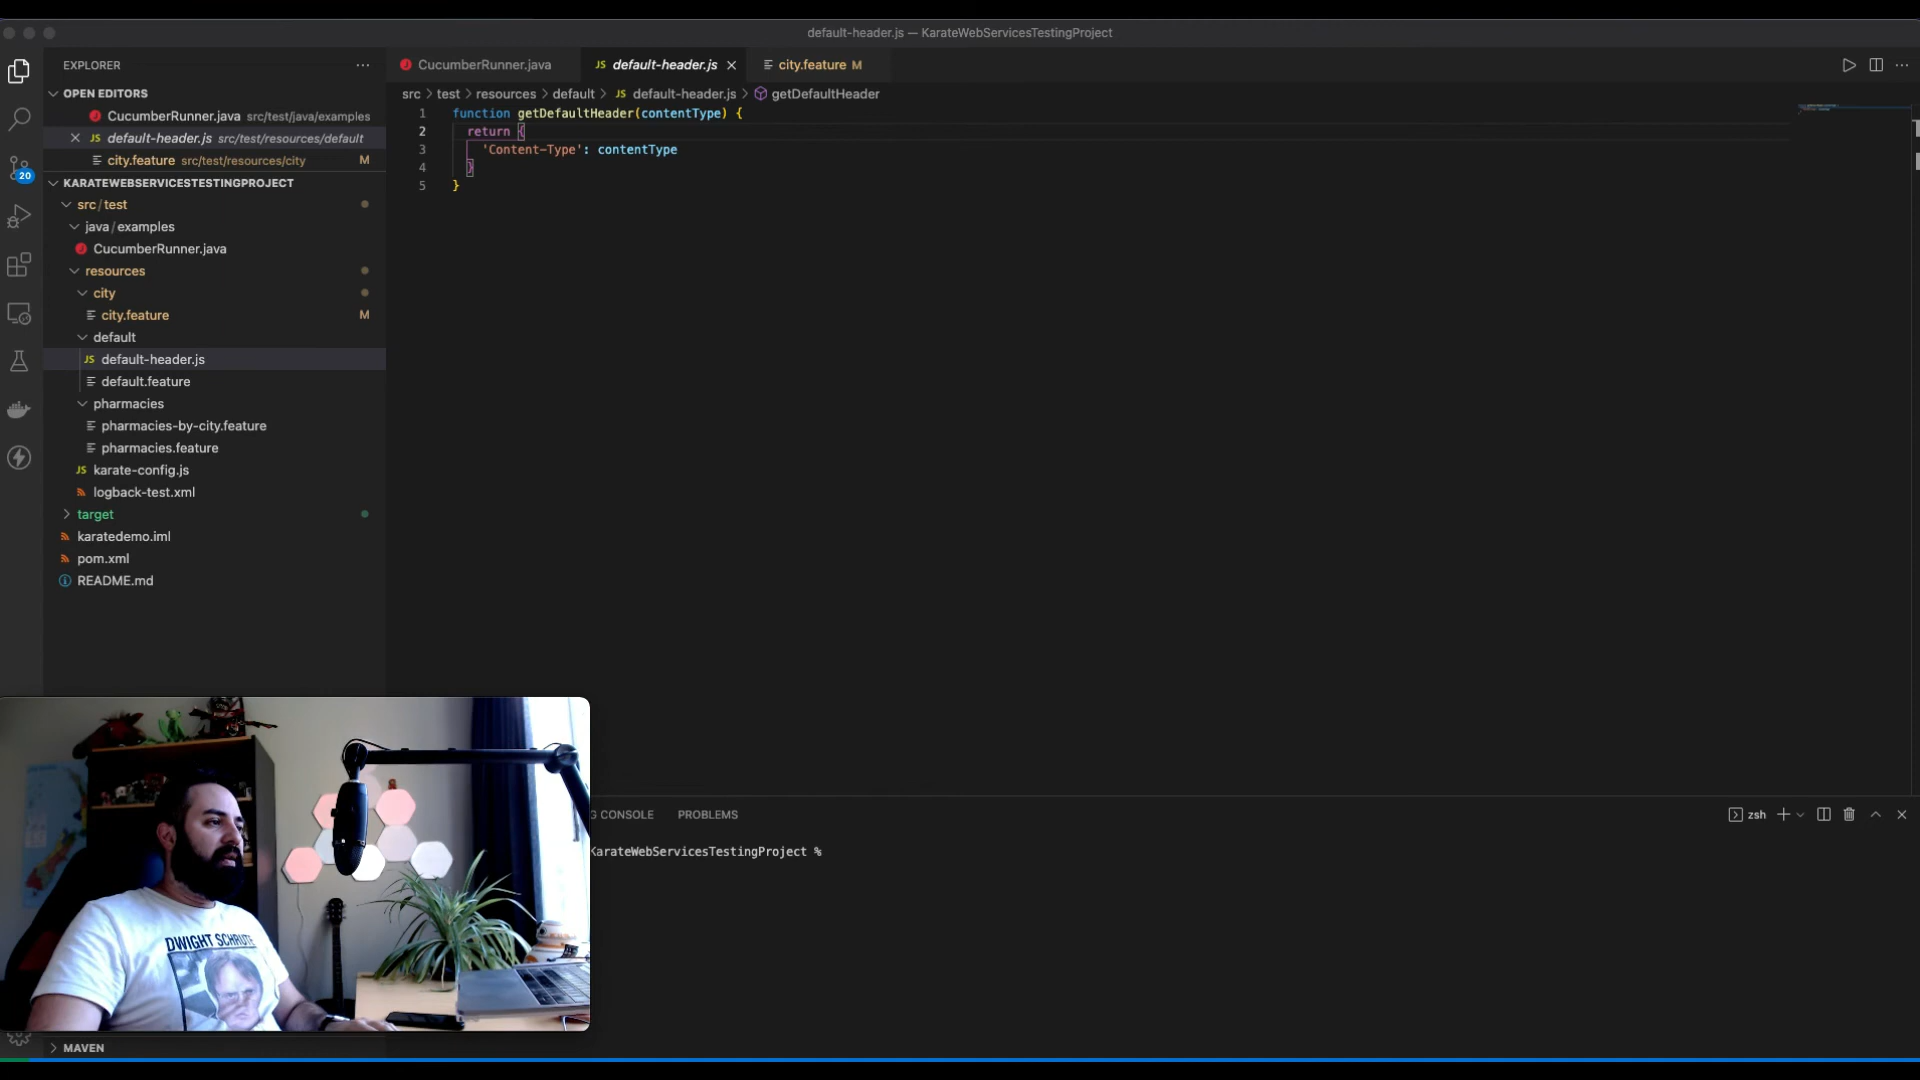 default-header.js — KarateWebServicesTestingProject
EXPLORER
OPEN EDITORS
CucumberRunner.java src/test/java/examples
default-header.js src/test/resources/default
city.feature src/test/resources/city M
20
KARATEWEBSERVICESTESTINGPROJECT
src/test
java/examples
CucumberRunner.java
resources
city
city.feature M
default
default-header.js
default.feature
pharmacies
pharmacies-by-city.feature
pharmacies.feature
karate-config.js
logback-test.xml
target
karatedemo.iml
pom.xml
README.md
MAVEN
CucumberRunner.java
JS default-header.js
city.feature M
src > test > resources > default > JS default-header.js > getDefaultHeader
1 function getDefaultHeader(contentType) {
2 return {
3 'Content-Type': contentType
4 }
5 }
G CONSOLE PROBLEMS
zsh
KarateWebServicesTestingProject %
DWIGHT SCHRUTE